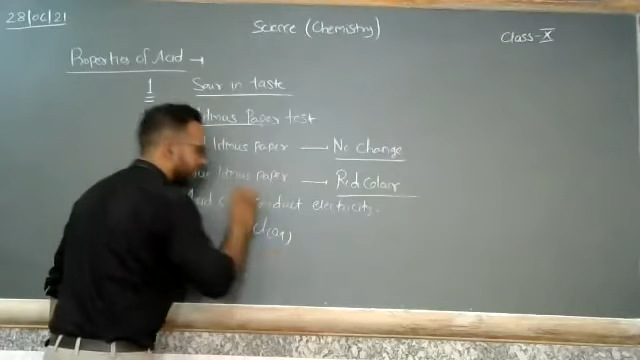 28/06/21
Science (Chemistry)
Class-X
Properties of Acid →
1 Sour in taste
litmus Paper test
litmus paper — No change
litmus paper — Red Colour
Acid conduct electricity.
(aq)